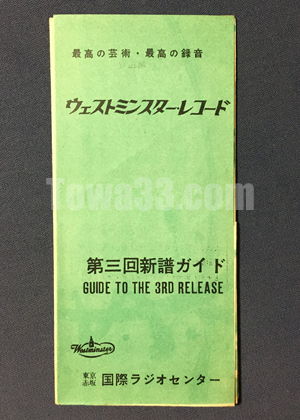 最高の芸術・最高の録音
ウェストミンスター・レコード
Towa33.com
第三回新譜ガイド
GUIDE TO THE 3RD RELEASE
Westminster
東京
赤坂
国際ラジオセンター